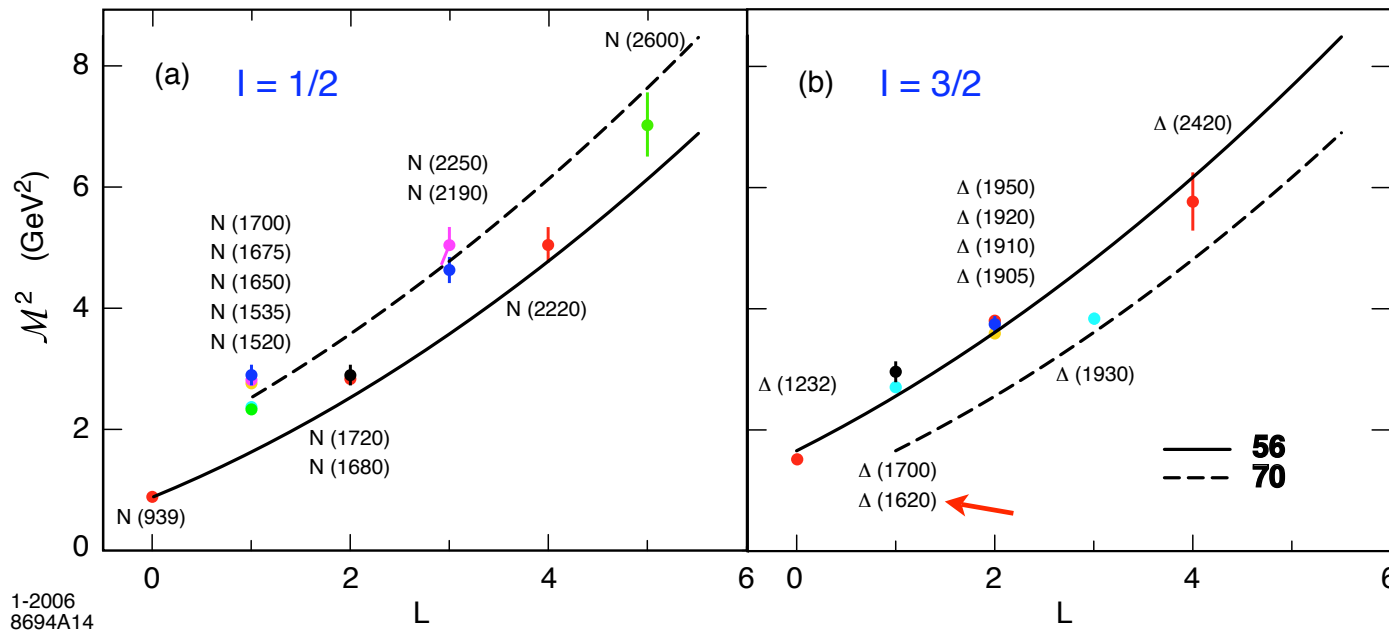 (a)
I = 1/2
N (2600)
N (2250)
N (2190)
N (1700)
N (1675)
N (1650)
N (1535)
N (1520)
N (2220)
N (1720)
N (1680)
N (939)
ℳ² (GeV²)
8
6
4
2
0
0
2
4
6
L
(b)
I = 3/2
Δ (2420)
Δ (1950)
Δ (1920)
Δ (1910)
Δ (1905)
Δ (1232)
Δ (1930)
Δ (1700)
Δ (1620)
56
70
0
2
4
6
L
1-2006
8694A14